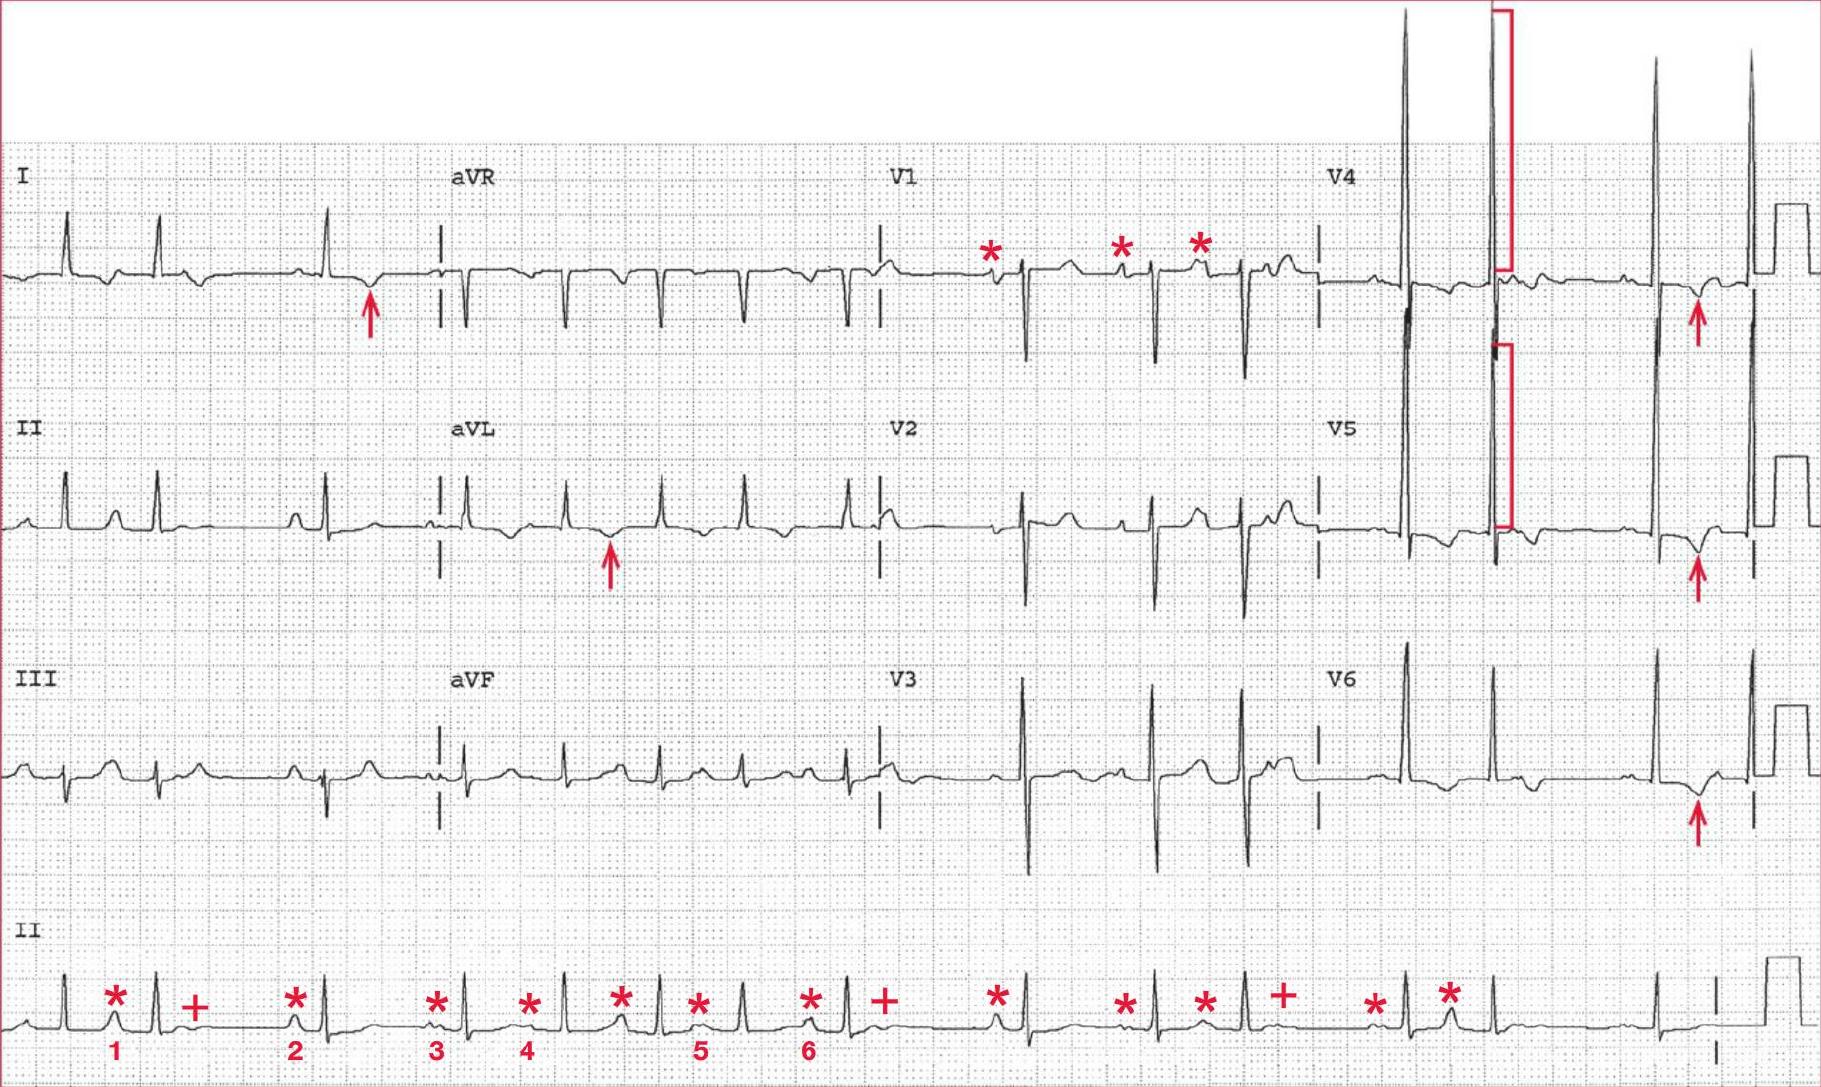 I aVR V1 V4
* * *
II aVL V2 V5
III aVF V3 V6
II
* + * * * * * * + * * * + * *
1 2 3 4 5 6